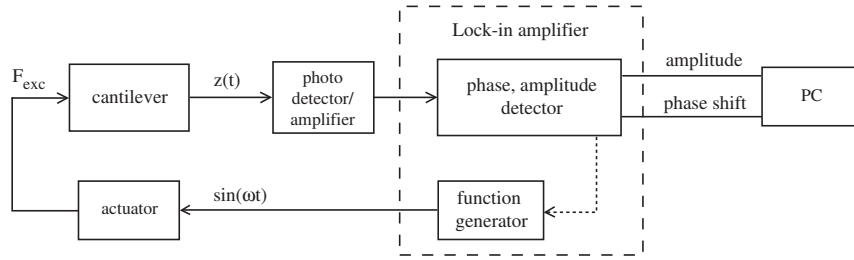 Lock-in amplifier
F_exc
cantilever
z(t)
photo
detector/
amplifier
phase, amplitude
detector
amplitude
phase shift
PC
actuator
sin(ωt)
function
generator